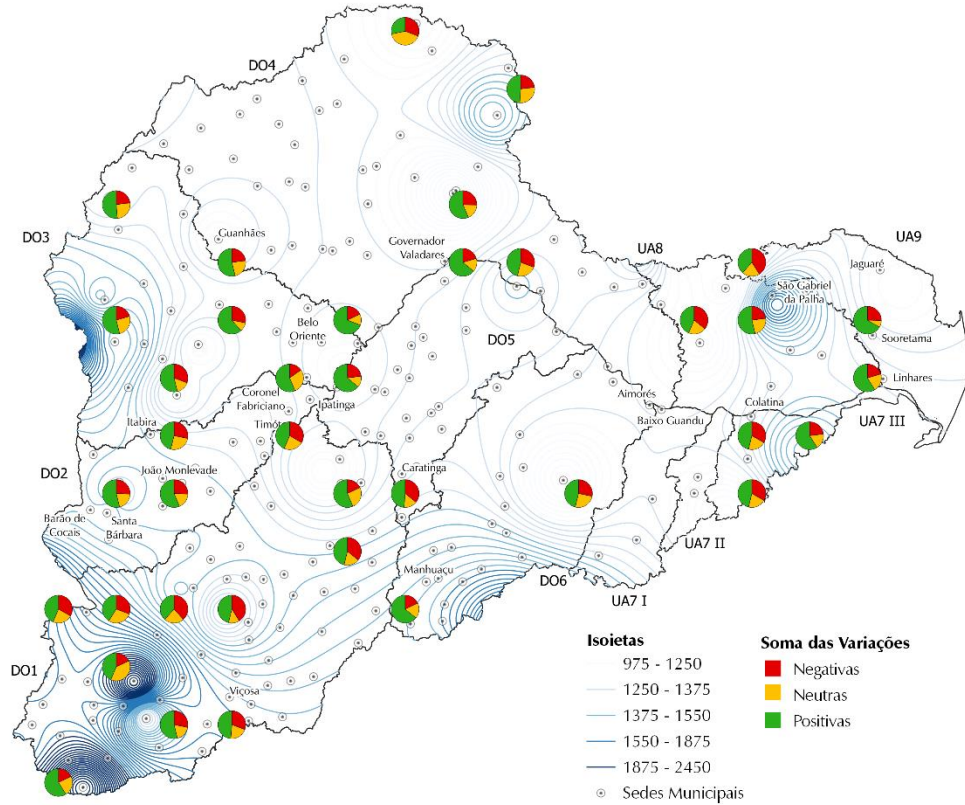 DO4
DO3
Guanhães
Governador
Valadares
UA8
UA9
Jaguaré
São Gabriel
da Palha
Sooretama
Belo
Oriente
DO5
Linhares
Coronel
Fabriciano
Ipatinga
Timót
Itabira
Aimorés
Baixo Guandu
Colatina
UA7 III
DO2
João Monlevade
Caratinga
Barão de
Cocais
Santa
Bárbara
UA7 II
Manhuaçu
DO6
UA7 I
DO1
Viçosa
Isoietas
975 - 1250
1250 - 1375
1375 - 1550
1550 - 1875
1875 - 2450
Sedes Municipais
Soma das Variações
Negativas
Neutras
Positivas